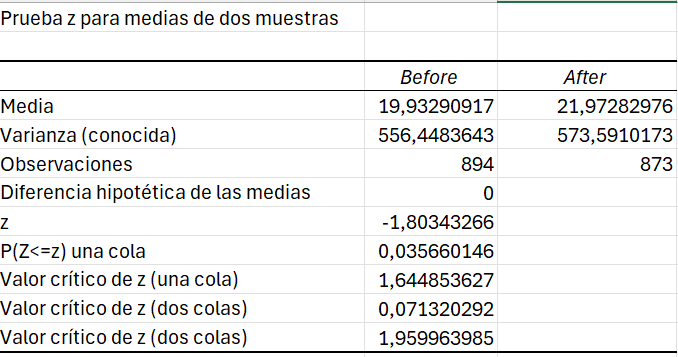 Prueba z para medias de dos muestras
Before After
Media 19,93290917 21,97282976
Varianza (conocida) 556,4483643 573,5910173
Observaciones 894 873
Diferencia hipotética de las medias 0
z -1,80343266
P(Z<=z) una cola 0,035660146
Valor crítico de z (una cola) 1,644853627
Valor crítico de z (dos colas) 0,071320292
Valor crítico de z (dos colas) 1,959963985